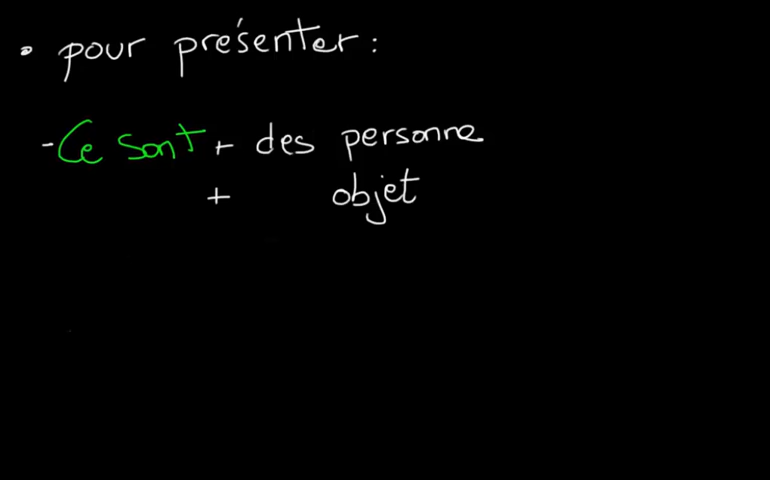 • pour présenter :
- Ce sont + des personne
+ objet